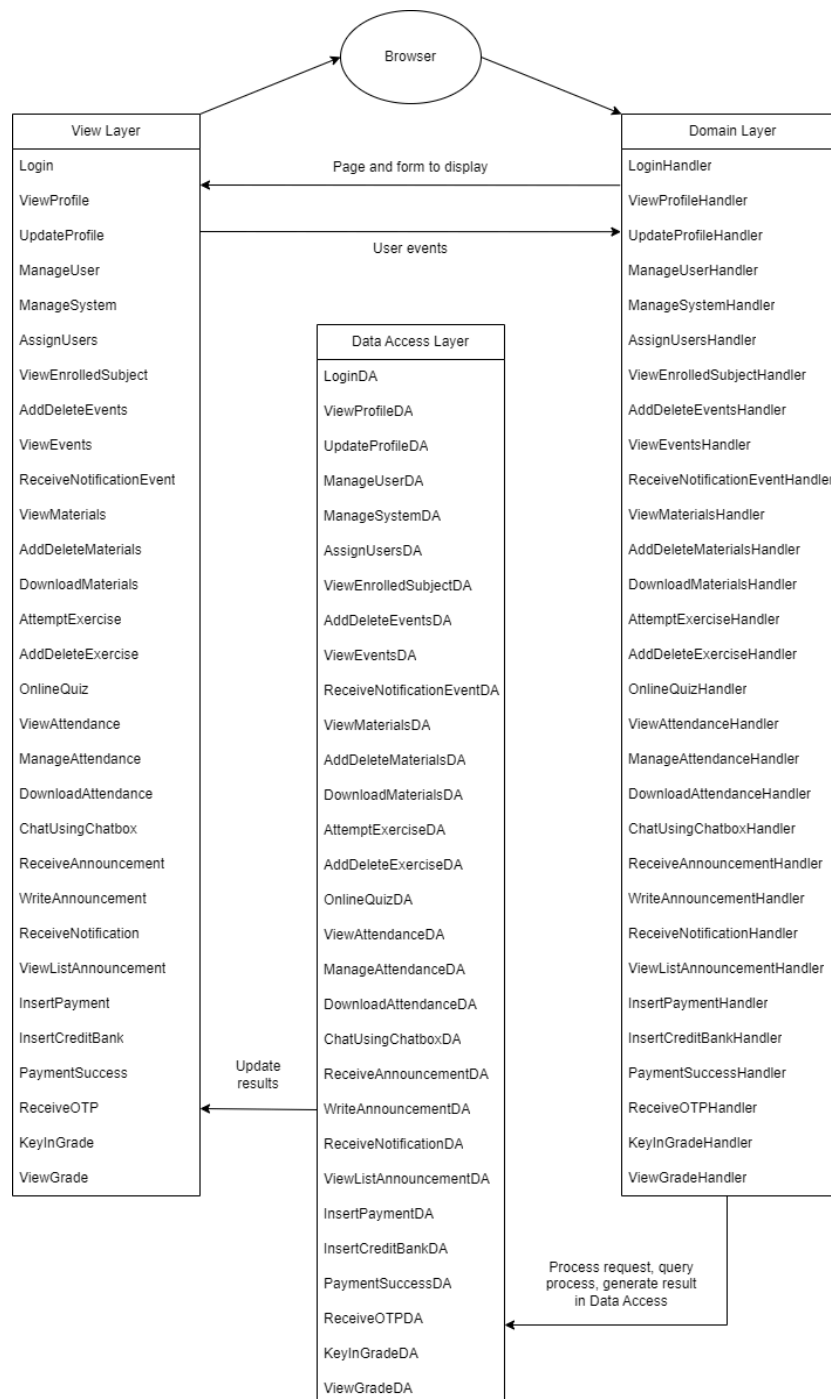 Browser
View Layer
Login
ViewProfile
UpdateProfile
ManageUser
ManageSystem
AssignUsers
ViewEnrolledSubject
AddDeleteEvents
ViewEvents
ReceiveNotificationEvent
ViewMaterials
AddDeleteMaterials
DownloadMaterials
AttemptExercise
AddDeleteExercise
OnlineQuiz
ViewAttendance
ManageAttendance
DownloadAttendance
ChatUsingChatbox
ReceiveAnnouncement
WriteAnnouncement
ReceiveNotification
ViewListAnnouncement
InsertPayment
InsertCreditBank
PaymentSuccess
ReceiveOTP
KeyInGrade
ViewGrade
Page and form to display
User events
Data Access Layer
LoginDA
ViewProfileDA
UpdateProfileDA
ManageUserDA
ManageSystemDA
AssignUsersDA
ViewEnrolledSubjectDA
AddDeleteEventsDA
ViewEventsDA
ReceiveNotificationEventDA
ViewMaterialsDA
AddDeleteMaterialsDA
DownloadMaterialsDA
AttemptExerciseDA
AddDeleteExerciseDA
OnlineQuizDA
ViewAttendanceDA
ManageAttendanceDA
DownloadAttendanceDA
ChatUsingChatboxDA
ReceiveAnnouncementDA
WriteAnnouncementDA
ReceiveNotificationDA
ViewListAnnouncementDA
InsertPaymentDA
InsertCreditBankDA
PaymentSuccessDA
ReceiveOTPDA
KeyInGradeDA
ViewGradeDA
Update
results
Domain Layer
LoginHandler
ViewProfileHandler
UpdateProfileHandler
ManageUserHandler
ManageSystemHandler
AssignUsersHandler
ViewEnrolledSubjectHandler
AddDeleteEventsHandler
ViewEventsHandler
ReceiveNotificationEventHandler
ViewMaterialsHandler
AddDeleteMaterialsHandler
DownloadMaterialsHandler
AttemptExerciseHandler
AddDeleteExerciseHandler
OnlineQuizHandler
ViewAttendanceHandler
ManageAttendanceHandler
DownloadAttendanceHandler
ChatUsingChatboxHandler
ReceiveAnnouncementHandler
WriteAnnouncementHandler
ReceiveNotificationHandler
ViewListAnnouncementHandler
InsertPaymentHandler
InsertCreditBankHandler
PaymentSuccessHandler
ReceiveOTPHandler
KeyInGradeHandler
ViewGradeHandler
Process request, query
process, generate result
in Data Access